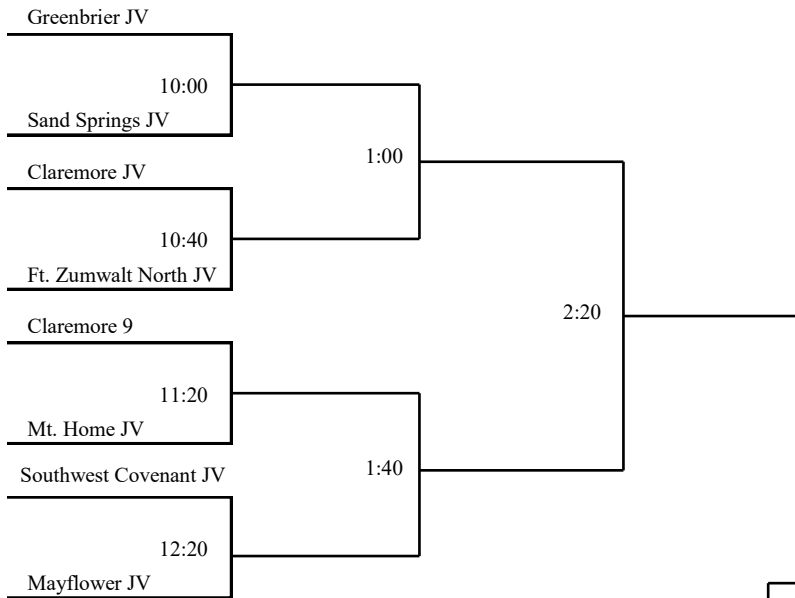 Greenbrier JV
10:00
Sand Springs JV
1:00
Claremore JV
10:40
Ft. Zumwalt North JV
2:20
Claremore 9
11:20
Mt. Home JV
1:40
Southwest Covenant JV
12:20
Mayflower JV